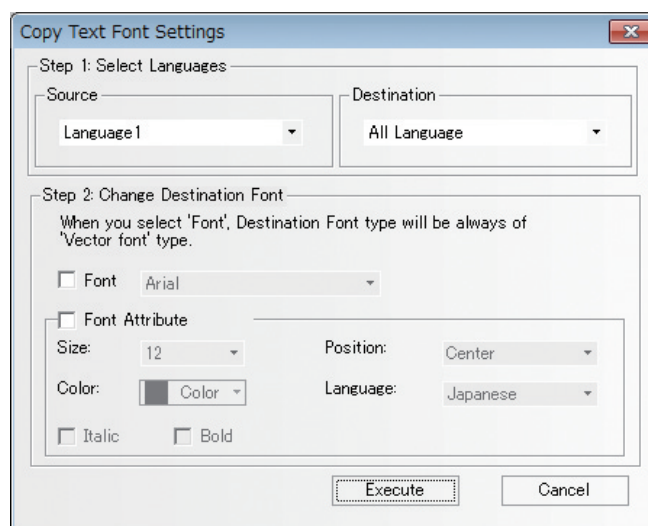 Copy Text Font Settings
Step 1: Select Languages
Source
Destination
Language1
All Language
Step 2: Change Destination Font
When you select 'Font', Destination Font type will be always of
'Vector font' type.
Font
Arial
Font Attribute
Size:
12
Position:
Center
Color:
Color
Language:
Japanese
Italic
Bold
Execute
Cancel